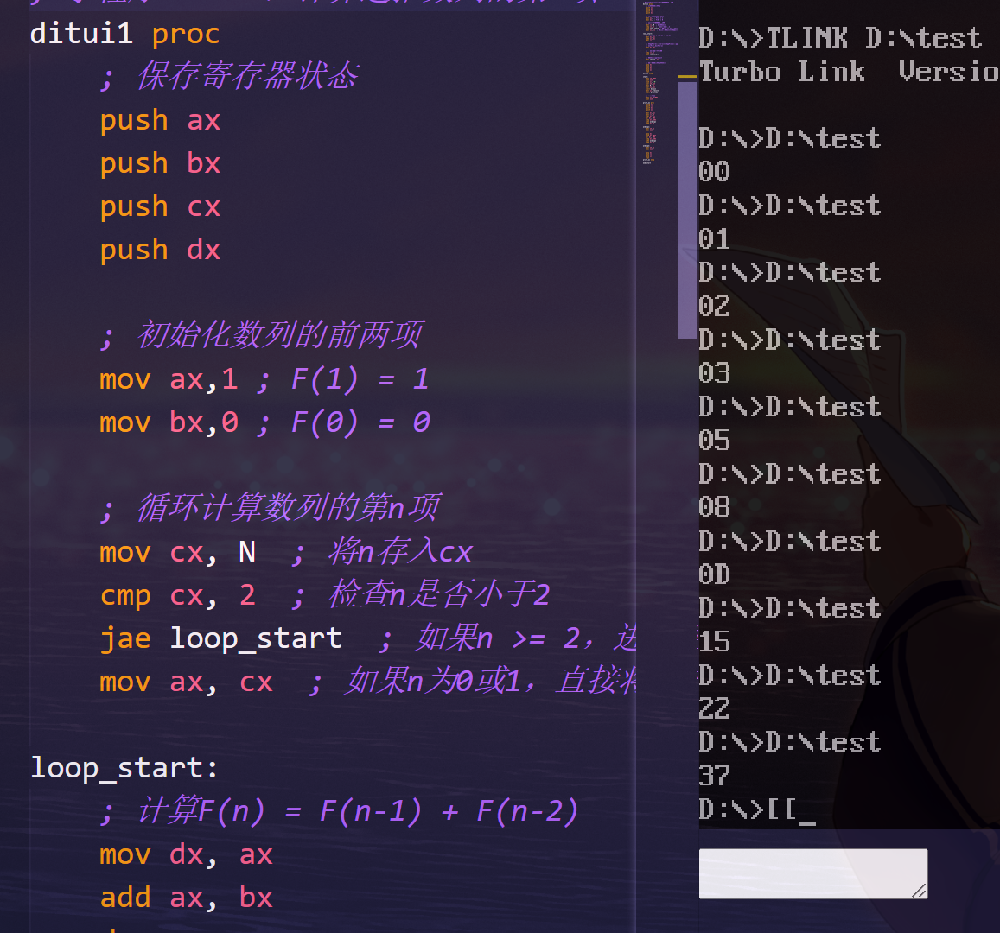 ditui1 proc
; 保存寄存器状态
push ax
push bx
push cx
push dx
; 初始化数列的前两项
mov ax,1 ; F(1) = 1
mov bx,0 ; F(0) = 0
; 循环计算数列的第n项
mov cx, N ; 将n存入cx
cmp cx, 2 ; 检查n是否小于2
jae loop_start ; 如果n >= 2，进
mov ax, cx ; 如果n为0或1，直接将
loop_start:
; 计算F(n) = F(n-1) + F(n-2)
mov dx, ax
add ax, bx
D:\>TLINK D:\test
Turbo Link Versio
D:\>D:\test
00
D:\>D:\test
01
D:\>D:\test
02
D:\>D:\test
03
D:\>D:\test
05
D:\>D:\test
08
D:\>D:\test
0D
D:\>D:\test
15
D:\>D:\test
22
D:\>D:\test
37
D:\>[[_